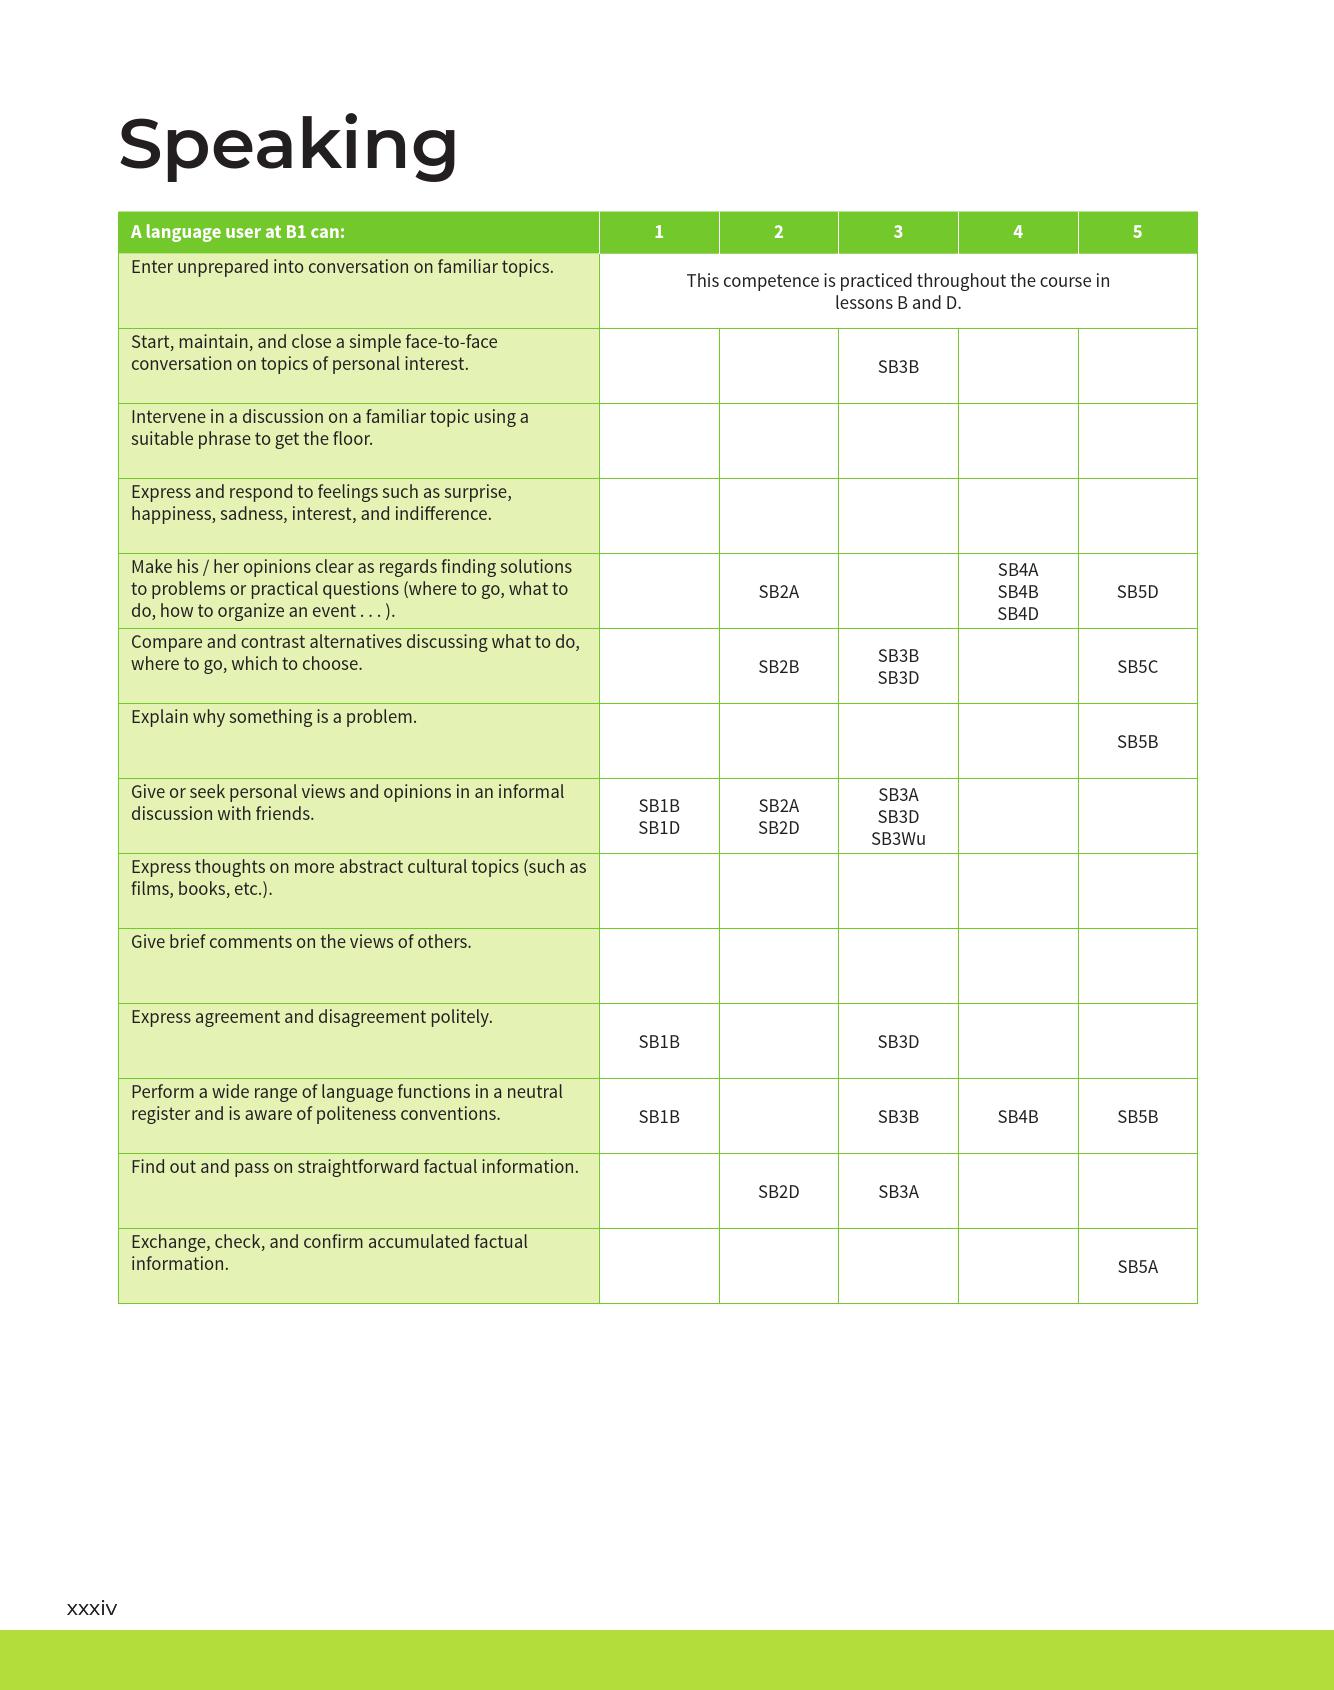 Speaking
A language user at B1 can: 1 2 3 4 5
Enter unprepared into conversation on familiar topics.
This competence is practiced throughout the course in
lessons B and D.
Start, maintain, and close a simple face-to-face
conversation on topics of personal interest.
SB3B
Intervene in a discussion on a familiar topic using a
suitable phrase to get the floor.
Express and respond to feelings such as surprise,
happiness, sadness, interest, and indifference.
Make his / her opinions clear as regards finding solutions
to problems or practical questions (where to go, what to
do, how to organize an event . . . ).
SB2A
SB4A
SB4B
SB4D
SB5D
Compare and contrast alternatives discussing what to do,
where to go, which to choose.
SB2B
SB3B
SB3D
SB5C
Explain why something is a problem.
SB5B
Give or seek personal views and opinions in an informal
discussion with friends.
SB1B
SB1D
SB2A
SB2D
SB3A
SB3D
SB3Wu
Express thoughts on more abstract cultural topics (such as
films, books, etc.).
Give brief comments on the views of others.
Express agreement and disagreement politely.
SB1B
SB3D
Perform a wide range of language functions in a neutral
register and is aware of politeness conventions.
SB1B
SB3B
SB4B
SB5B
Find out and pass on straightforward factual information.
SB2D
SB3A
Exchange, check, and confirm accumulated factual
information.
SB5A
xxxiv